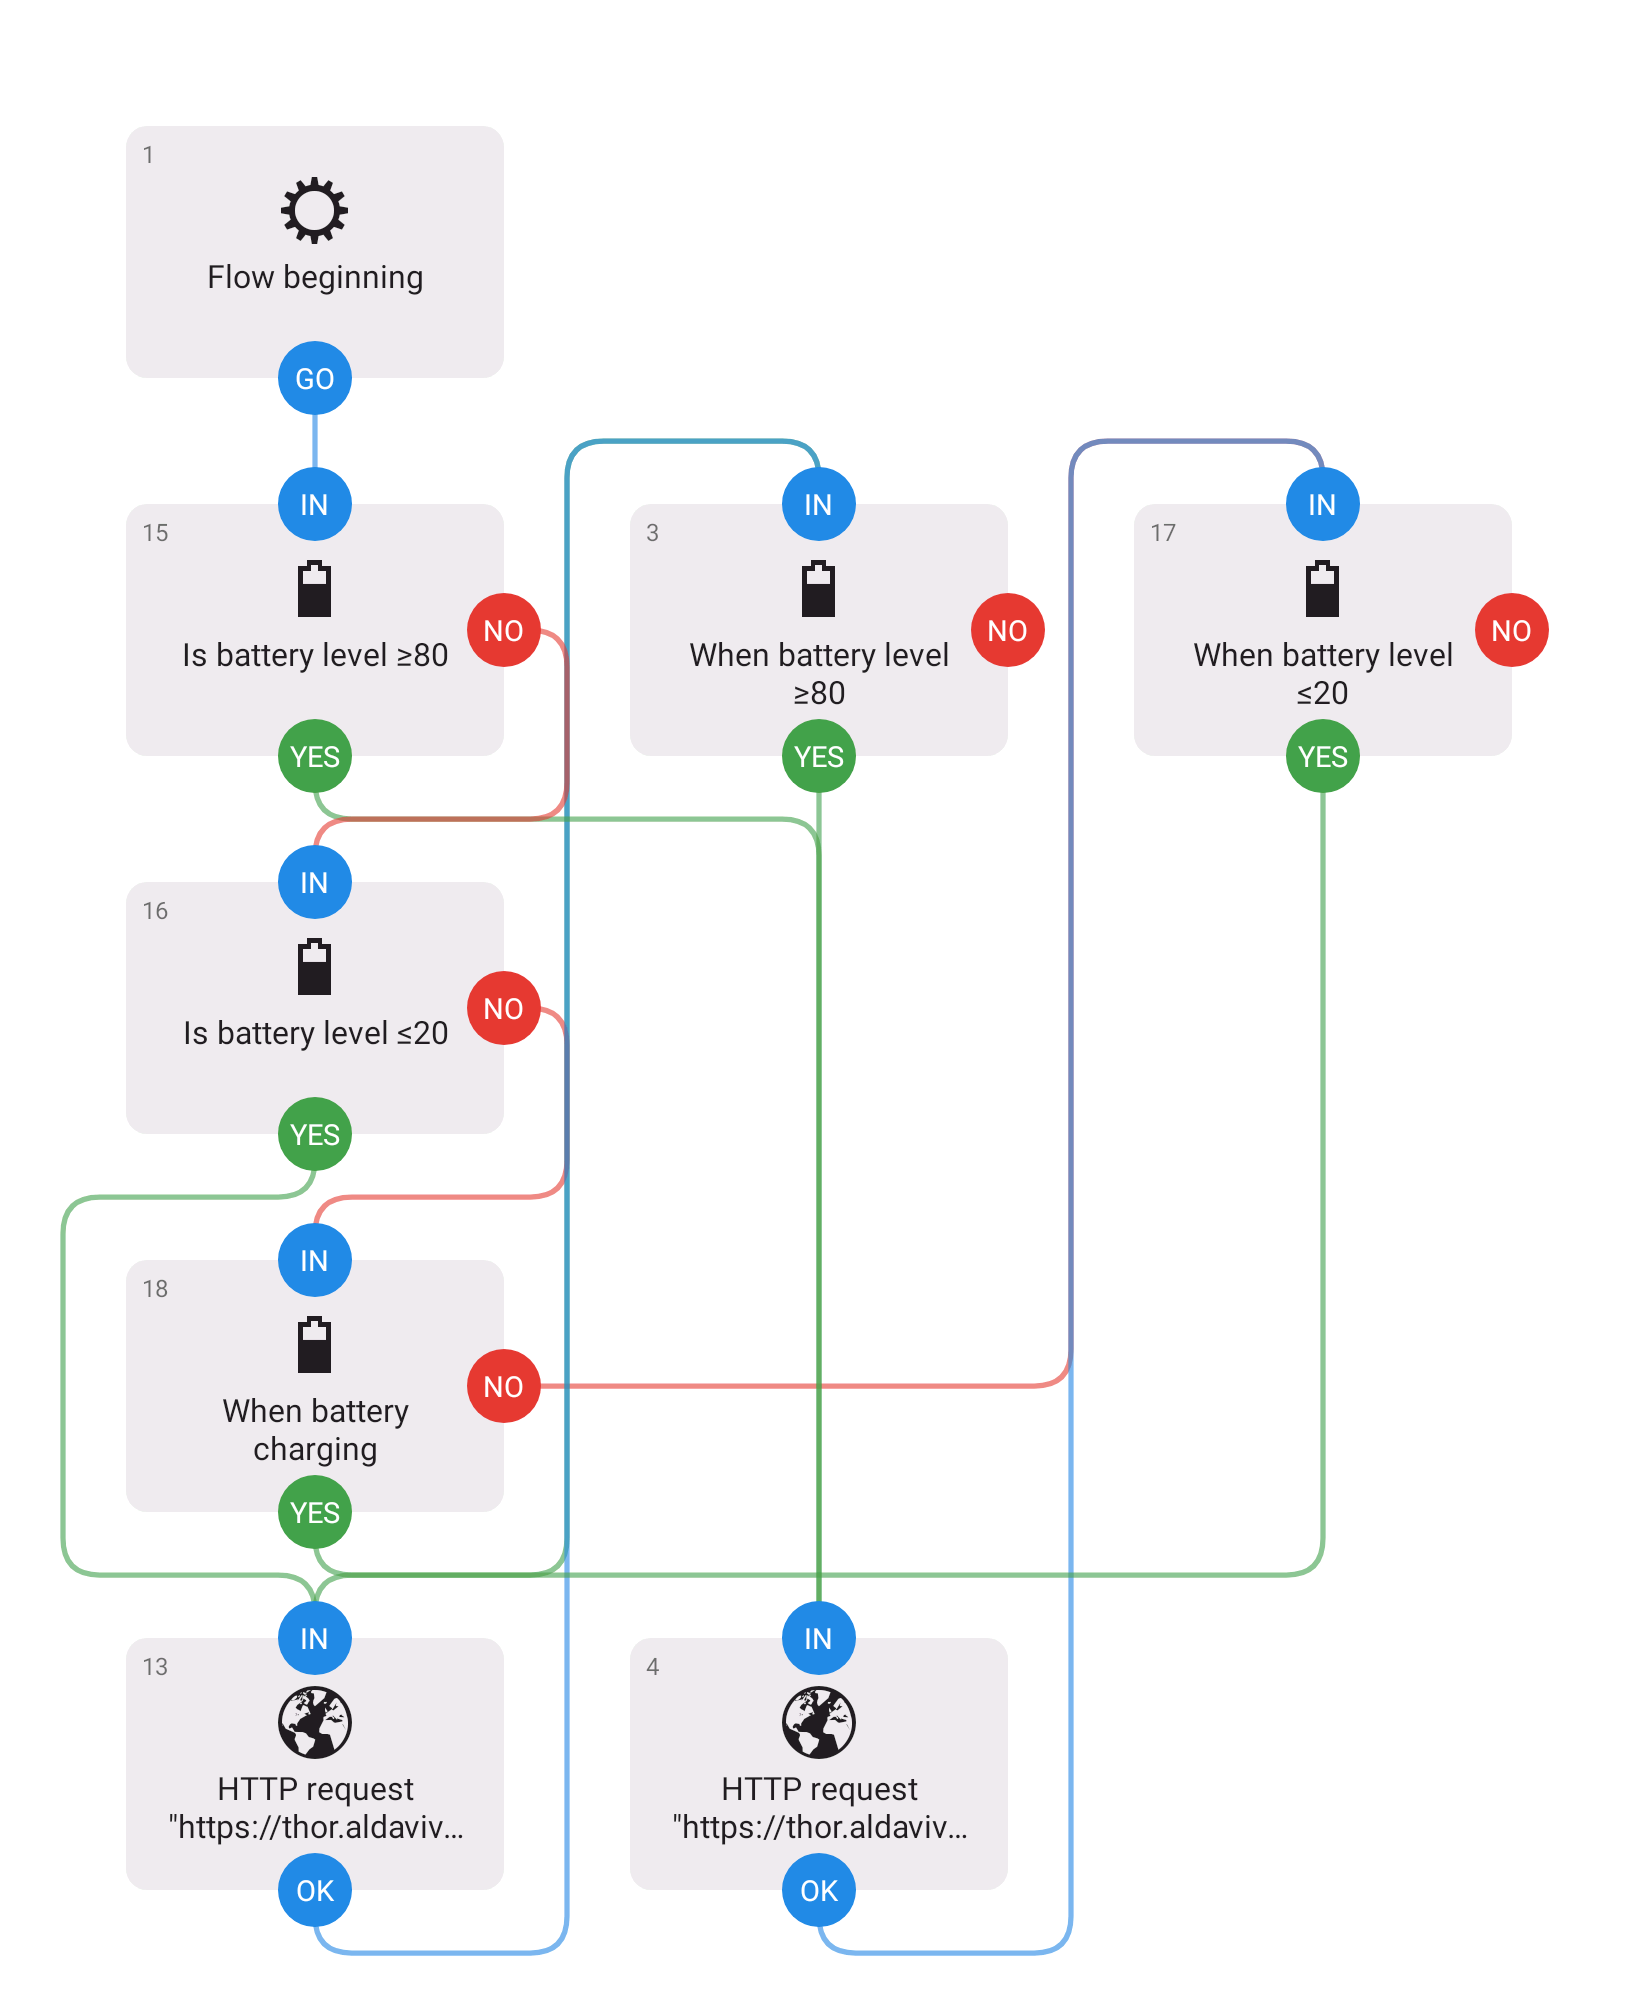 1
Flow beginning
GO
IN
15
Is battery level ≥80
NO
YES
IN
3
When battery level
≥80
NO
YES
IN
17
When battery level
≤20
NO
YES
IN
16
Is battery level ≤20
NO
YES
IN
18
When battery
charging
NO
YES
IN
13
HTTP request
"https://thor.aldaviv...
OK
IN
4
HTTP request
"https://thor.aldaviv...
OK